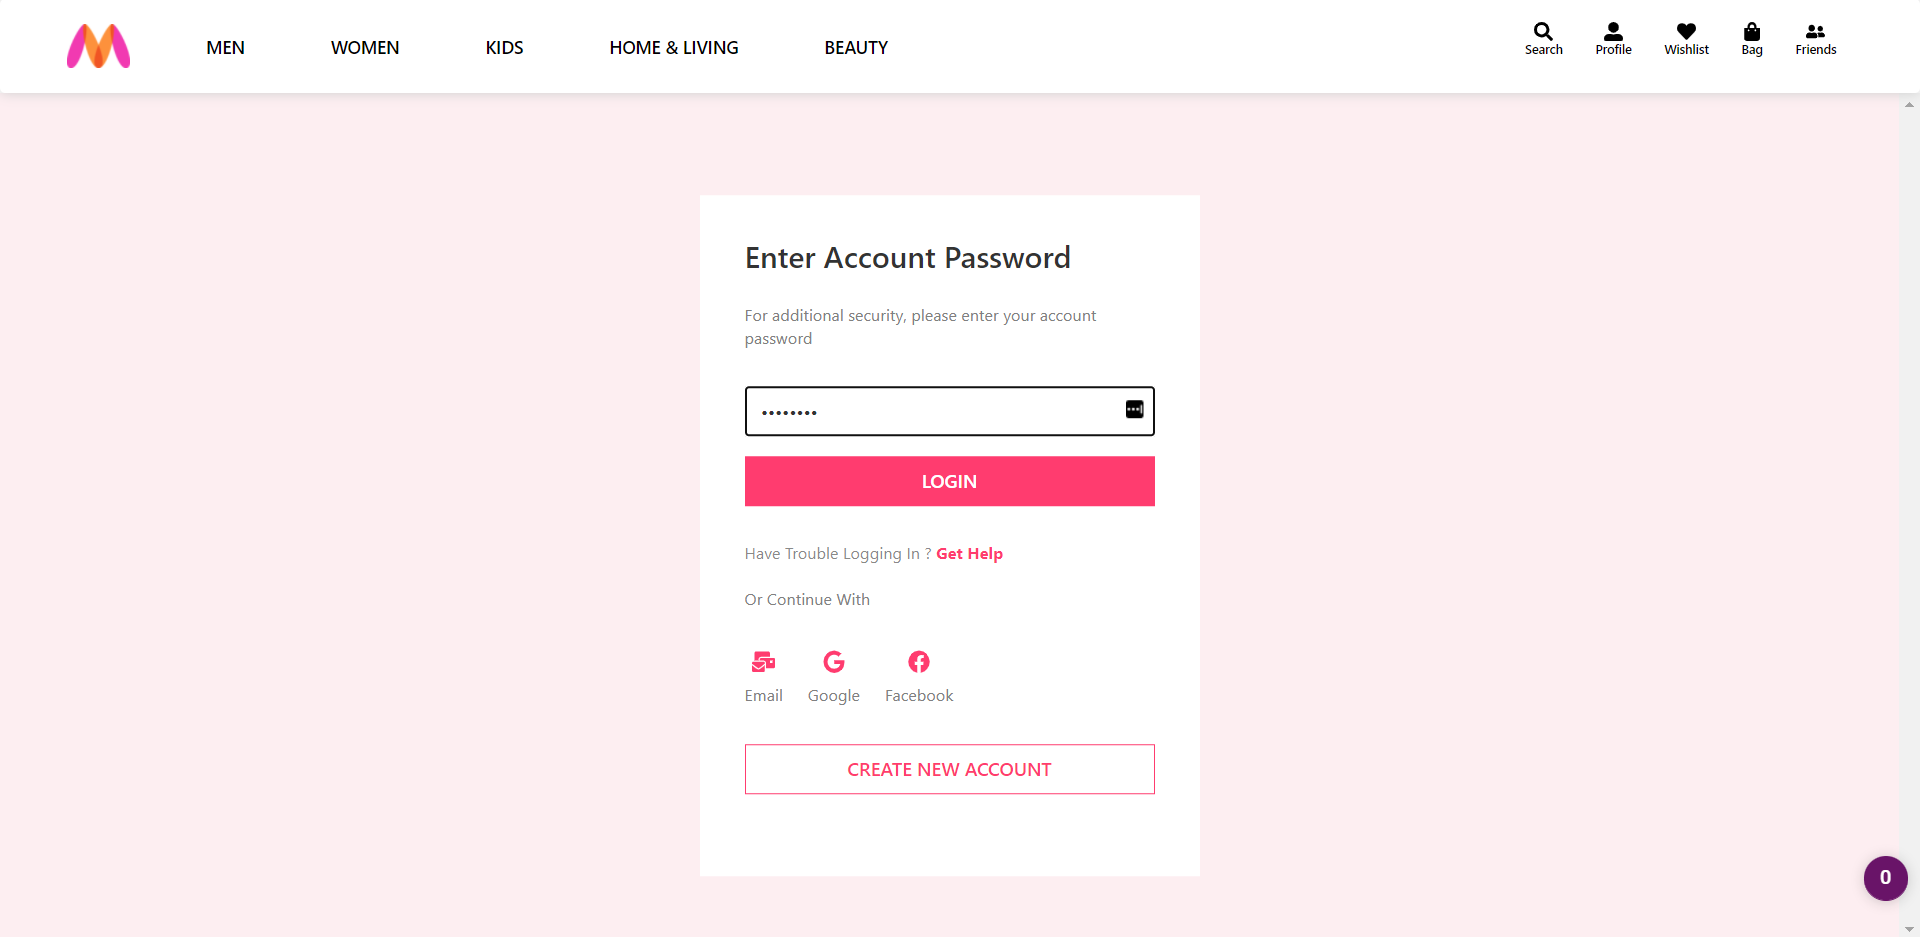 MEN WOMEN KIDS HOME & LIVING BEAUTY
Search Profile Wishlist Bag Friends
Enter Account Password
For additional security, please enter your account
password
••••••••
LOGIN
Have Trouble Logging In ? Get Help
Or Continue With
Email Google Facebook
CREATE NEW ACCOUNT
0